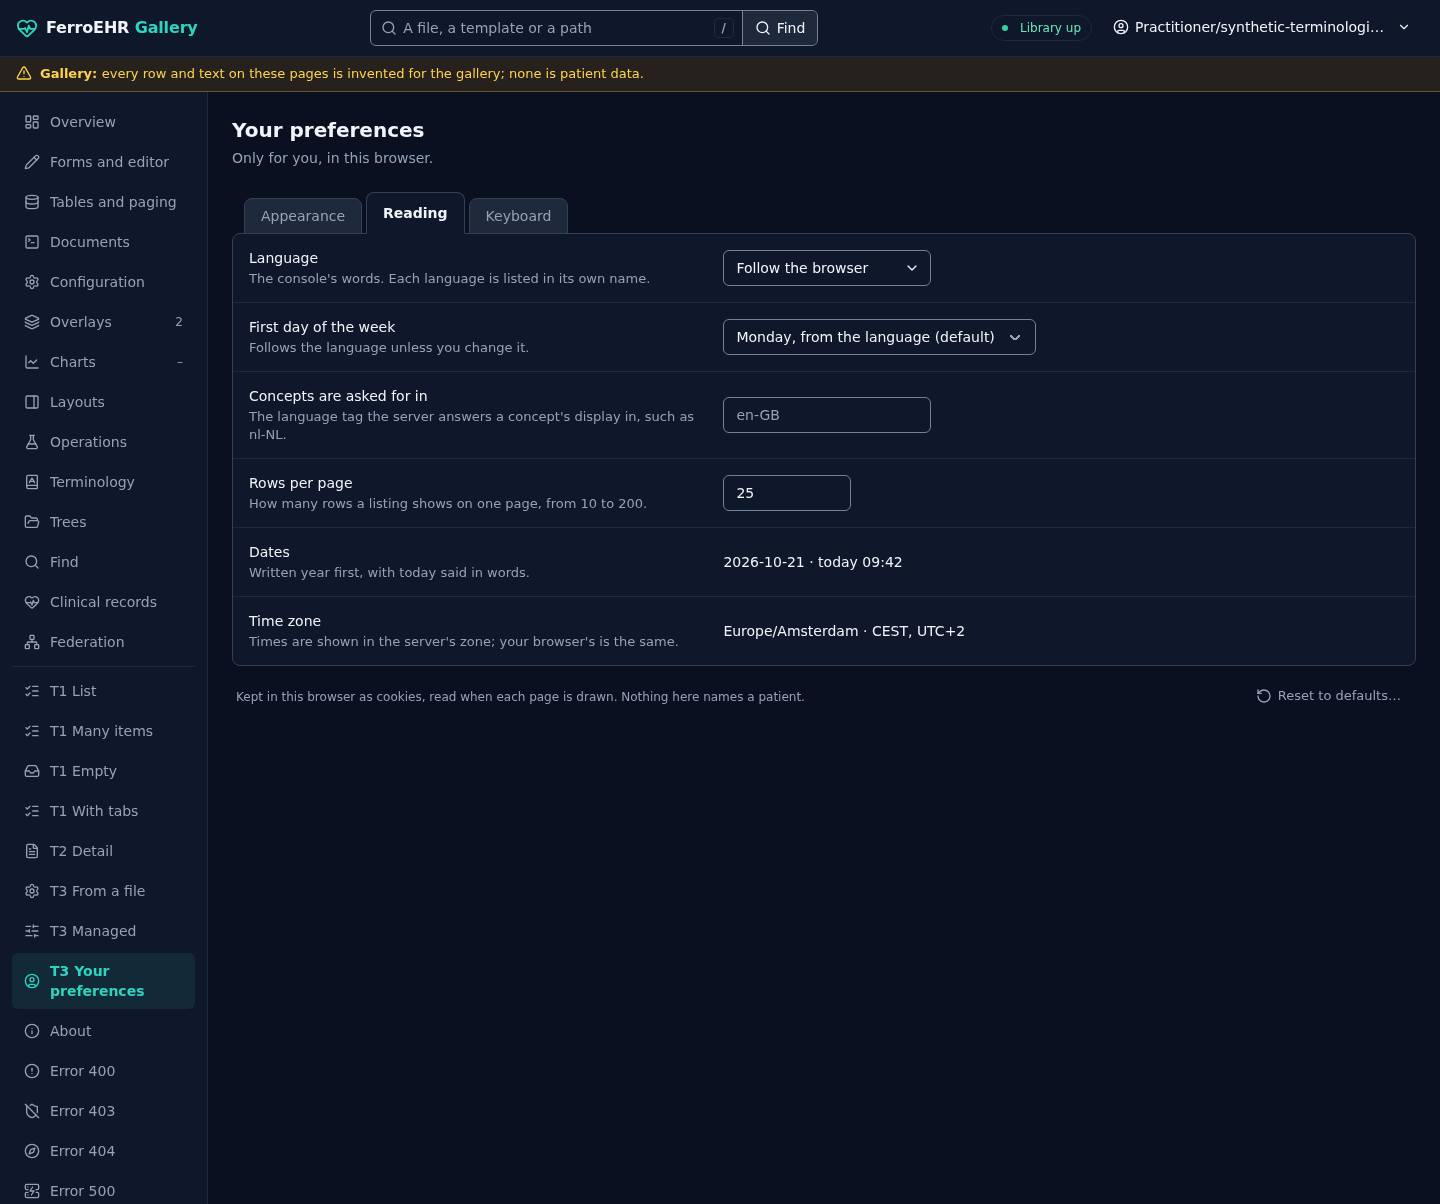 FerroEHR Gallery
A file, a template or a path
/
Find
Library up
Practitioner/synthetic-terminologi…
Gallery: every row and text on these pages is invented for the gallery; none is patient data.
Overview
Forms and editor
Tables and paging
Documents
Configuration
Overlays 2
Charts –
Layouts
Operations
Terminology
Trees
Find
Clinical records
Federation
T1 List
T1 Many items
T1 Empty
T1 With tabs
T2 Detail
T3 From a file
T3 Managed
T3 Your
preferences
About
Error 400
Error 403
Error 404
Error 500
Your preferences
Only for you, in this browser.
Appearance
Reading
Keyboard
Language
The console's words. Each language is listed in its own name.
Follow the browser
First day of the week
Follows the language unless you change it.
Monday, from the language (default)
Concepts are asked for in
The language tag the server answers a concept's display in, such as
nl-NL.
en-GB
Rows per page
How many rows a listing shows on one page, from 10 to 200.
25
Dates
Written year first, with today said in words.
2026-10-21 · today 09:42
Time zone
Times are shown in the server's zone; your browser's is the same.
Europe/Amsterdam · CEST, UTC+2
Kept in this browser as cookies, read when each page is drawn. Nothing here names a patient.
Reset to defaults…